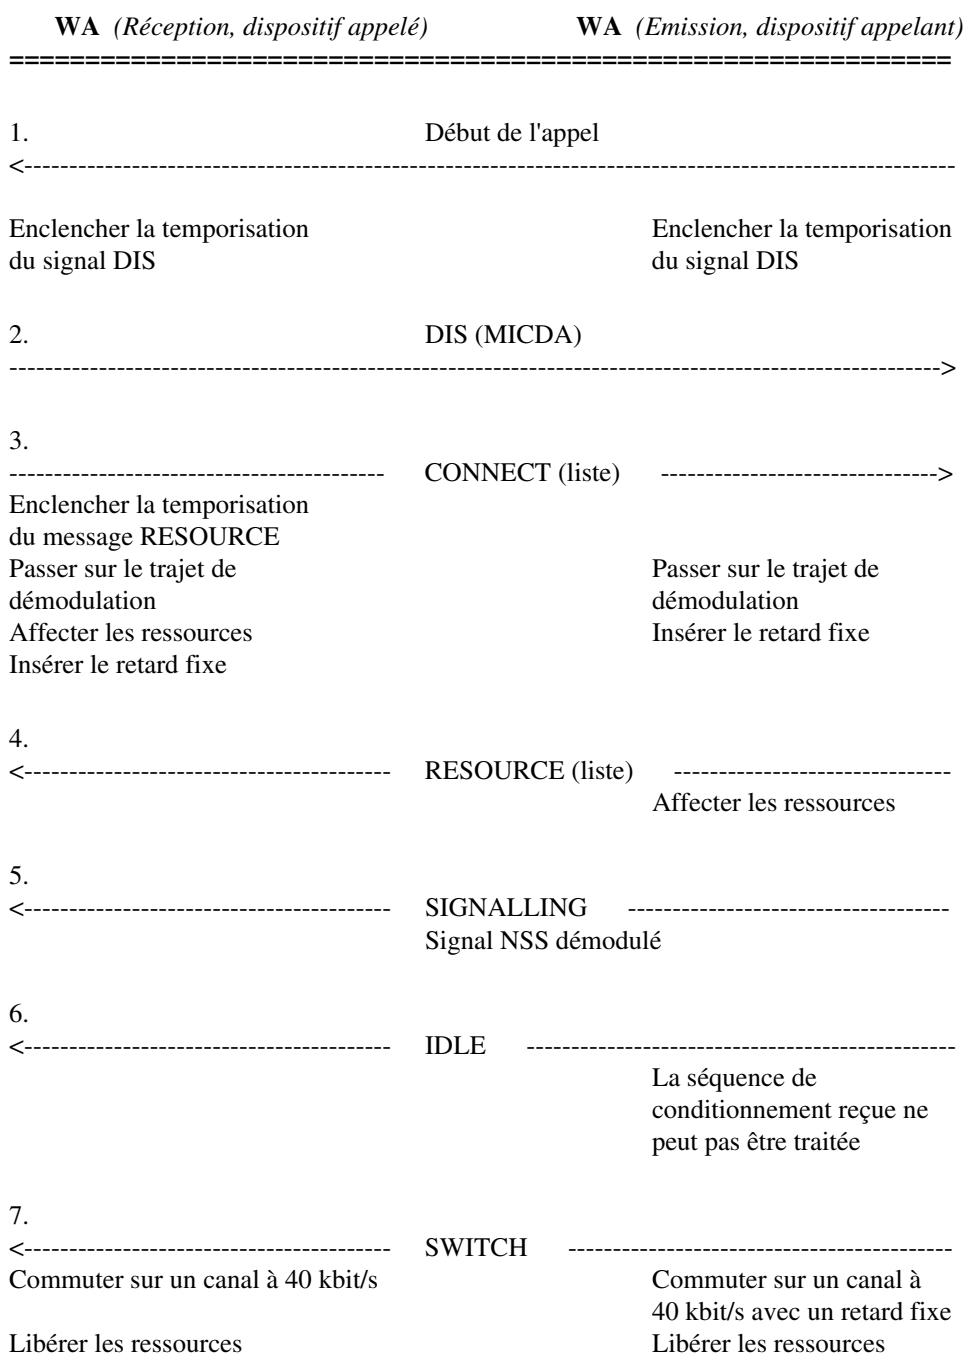 WA (Réception, dispositif appelé) WA (Emission, dispositif appelant)
==============================================================
1. Début de l'appel
<--------------------------------------------------------------------------------------------------------
Enclencher la temporisation Enclencher la temporisation
du signal DIS du signal DIS
2. DIS (MICDA)
-------------------------------------------------------------------------------------------------------->
3.
--------------------------------------------- CONNECT (liste) ------------------------------->
Enclencher la temporisation
du message RESOURCE
Passer sur le trajet de Passer sur le trajet de
démodulation démodulation
Affecter les ressources Insérer le retard fixe
Insérer le retard fixe
4.
<----------------------------------------- RESOURCE (liste) -------------------------------
Affecter les ressources
5.
<----------------------------------------- SIGNALLING ------------------------------------
Signal NSS démodulé
6.
<----------------------------------------- IDLE ------------------------------------------------
La séquence de
conditionnement reçue ne
peut pas être traitée
7.
<----------------------------------------- SWITCH -------------------------------------------
Commuter sur un canal à 40 kbit/s Commuter sur un canal à
40 kbit/s avec un retard fixe
Libérer les ressources Libérer les ressources